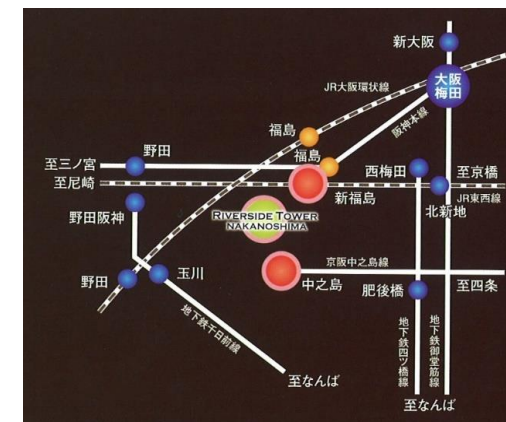 新大阪
大阪
梅田
JR大阪環状線
阪神本線
福島
野田
福島
西梅田
至京橋
至三ノ宮
至尼崎
新福島
北新地
JR東西線
野田阪神
RIVERSIDE TOWER
NAKANOSHIMA
京阪中之島線
野田
玉川
中之島
肥後橋
至四条
地下鉄千日前線
地下鉄四ツ橋線
地下鉄御堂筋線
至なんば
至なんば